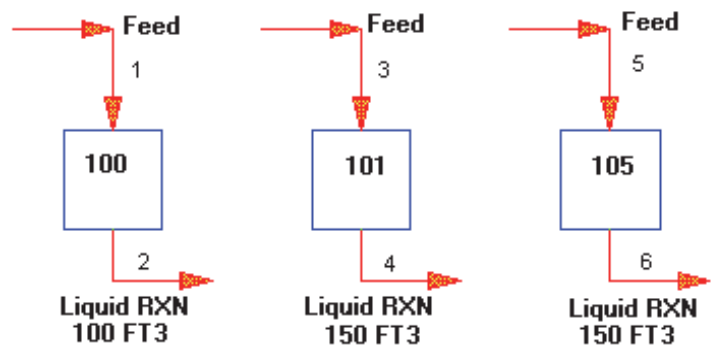 Feed
1
100
2
Liquid RXN
100 FT3
Feed
3
101
4
Liquid RXN
150 FT3
Feed
5
105
6
Liquid RXN
150 FT3